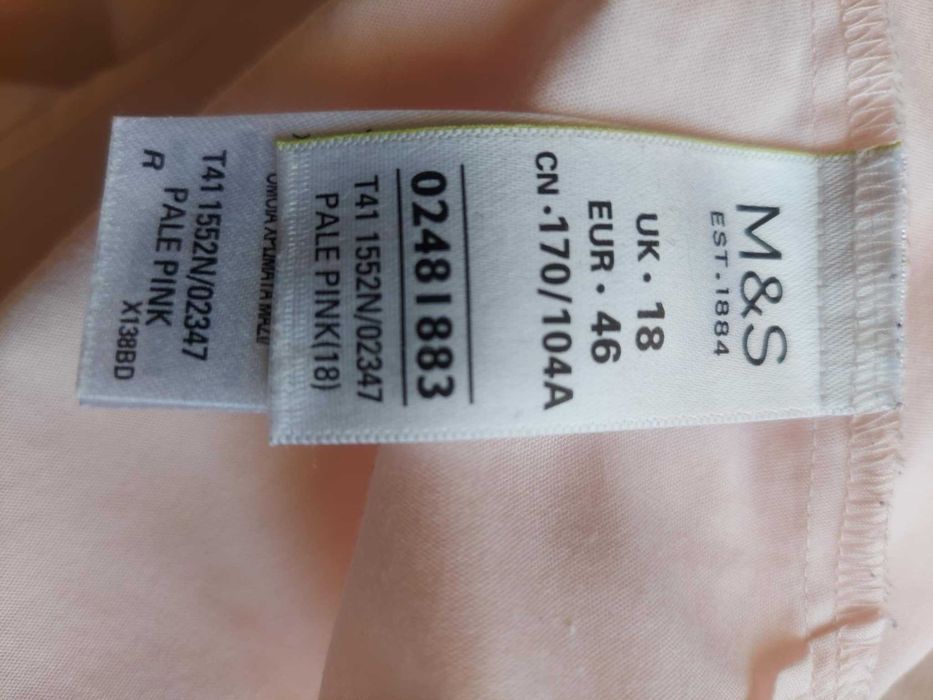 M&S
EST. 1884
UK · 18
EUR · 46
CN · 170/104A
02481883
T41 1552N/02347
PALE PINK(18)
T41 1552N/02347
R PALE PINK
X138BD